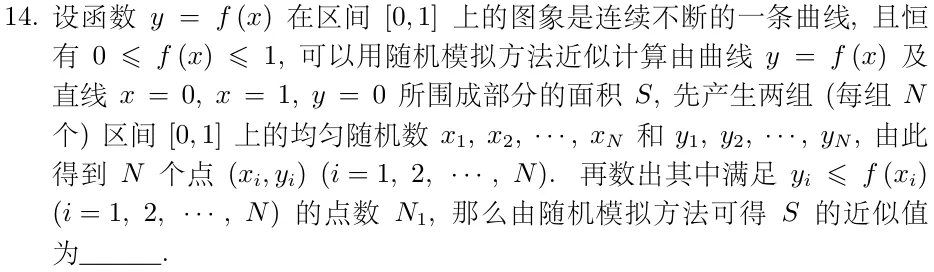 14. 设函数 y = f (x) 在区间 [0, 1] 上的图象是连续不断的一条曲线, 且恒
有 0 ⩽ f (x) ⩽ 1, 可以用随机模拟方法近似计算由曲线 y = f (x) 及
直线 x = 0, x = 1, y = 0 所围成部分的面积 S, 先产生两组 (每组 N
个) 区间 [0, 1] 上的均匀随机数 x₁, x₂, ⋯, x_N 和 y₁, y₂, ⋯, y_N, 由此
得到 N 个点 (xᵢ, yᵢ) (i = 1, 2, ⋯, N). 再数出其中满足 yᵢ ⩽ f (xᵢ)
(i = 1, 2, ⋯, N) 的点数 N₁, 那么由随机模拟方法可得 S 的近似值
为______.